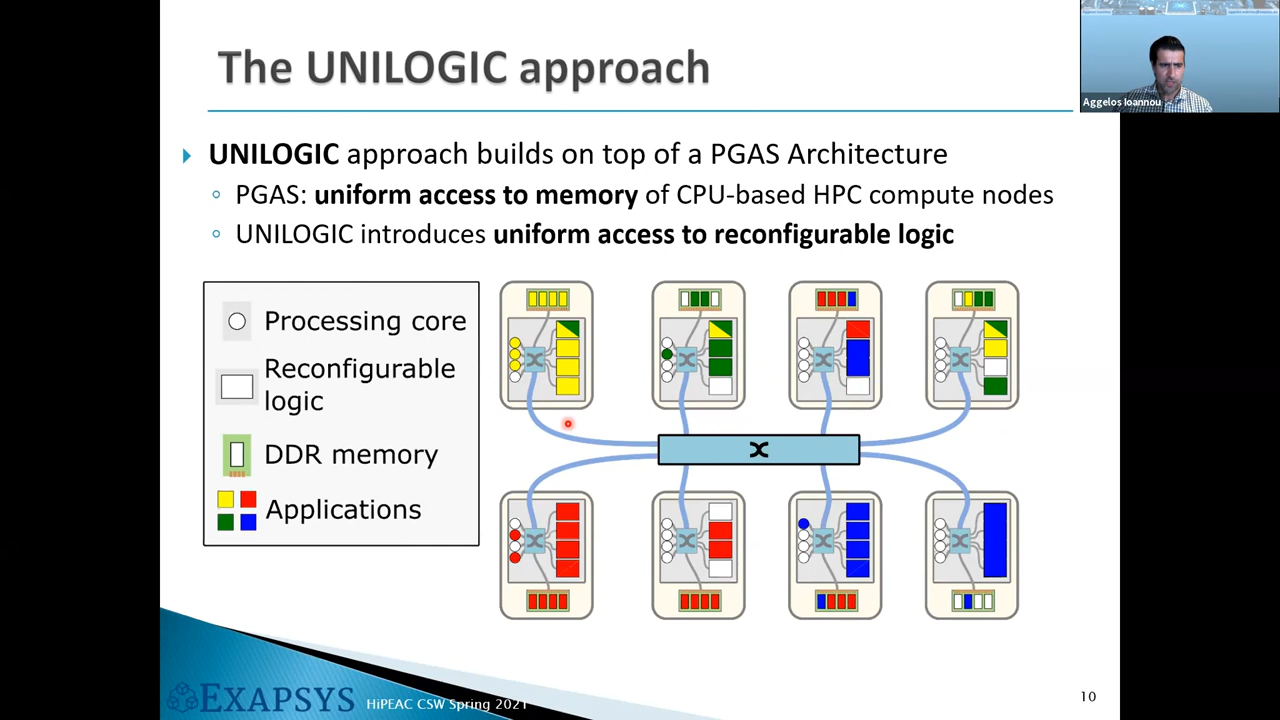 The UNILOGIC approach
Aggelos Ioannou
UNILOGIC approach builds on top of a PGAS Architecture
PGAS: uniform access to memory of CPU-based HPC compute nodes
UNILOGIC introduces uniform access to reconfigurable logic
Processing core
Reconfigurable
logic
DDR memory
Applications
EXAPSYS
HiPEAC CSW Spring 2021
10